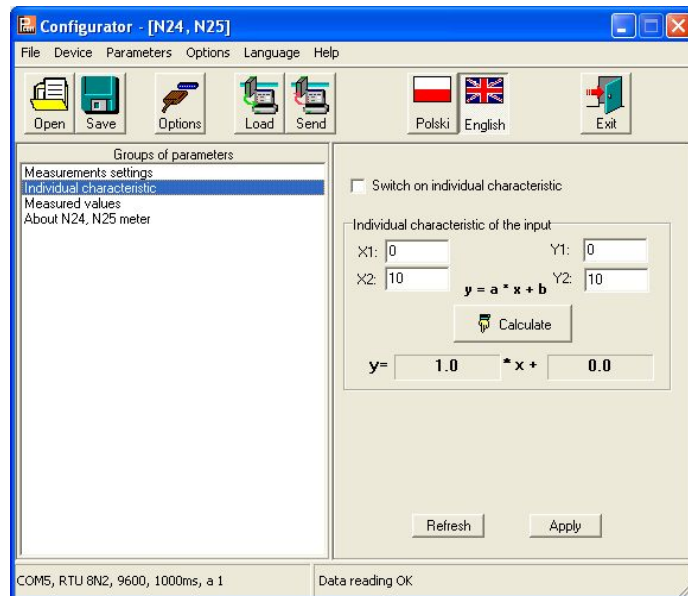 Configurator - [N24, N25]
File Device Parameters Options Language Help
Open Save Options Load Send Polski English Exit
Groups of parameters
Measurements settings
Individual characteristic
Measured values
About N24, N25 meter
Switch on individual characteristic
Individual characteristic of the input
X1: 0 Y1: 0
X2: 10 Y2: 10
y = a * x + b
Calculate
y= 1.0 * x + 0.0
Refresh Apply
COM5, RTU 8N2, 9600, 1000ms, a 1 Data reading OK